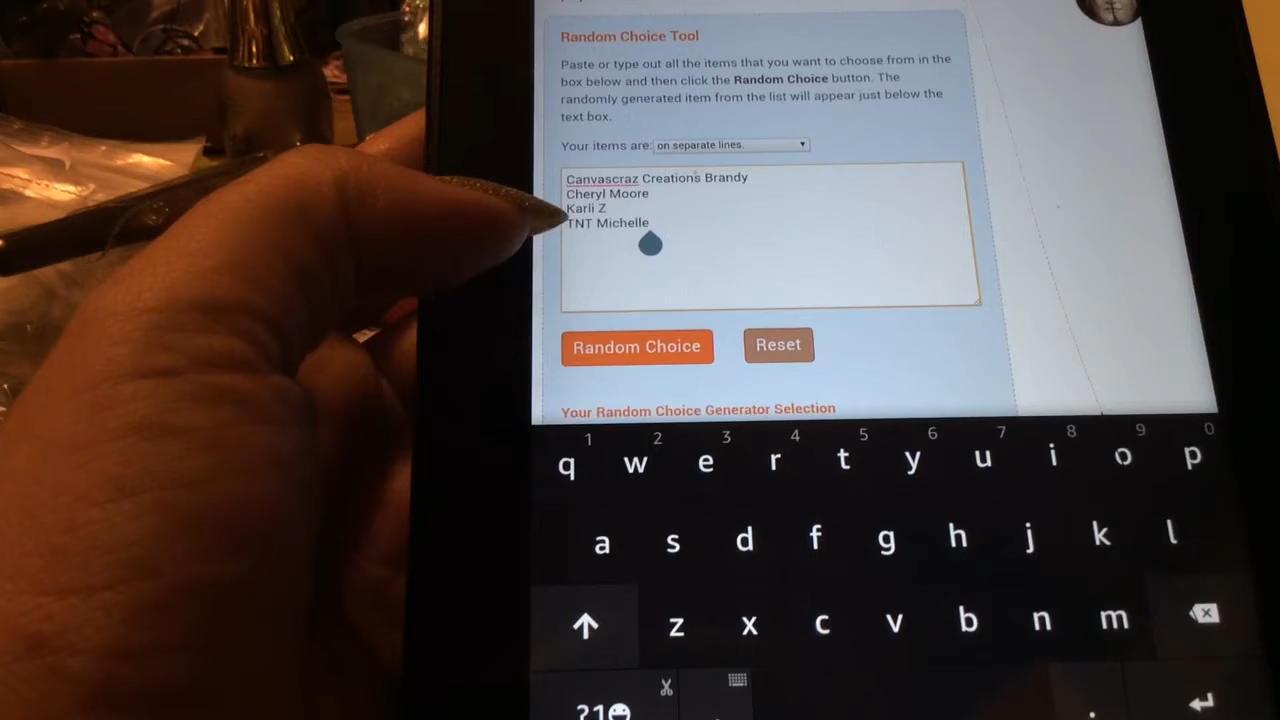 Random Choice Tool
Paste or type out all the items that you want to choose from in the
box below and then click the Random Choice button. The
randomly generated item from the list will appear just below the
text box.
Your items are: on separate lines.
Canvascraz Creations Brandy
Cheryl Moore
Karli Z
TNT Michelle
Random Choice Reset
Your Random Choice Generator Selection
1 2 3 4 5 6 7 8 9 0
q w e r t y u i o p
a s d f g h j k l
z x c v b n m
?1 .